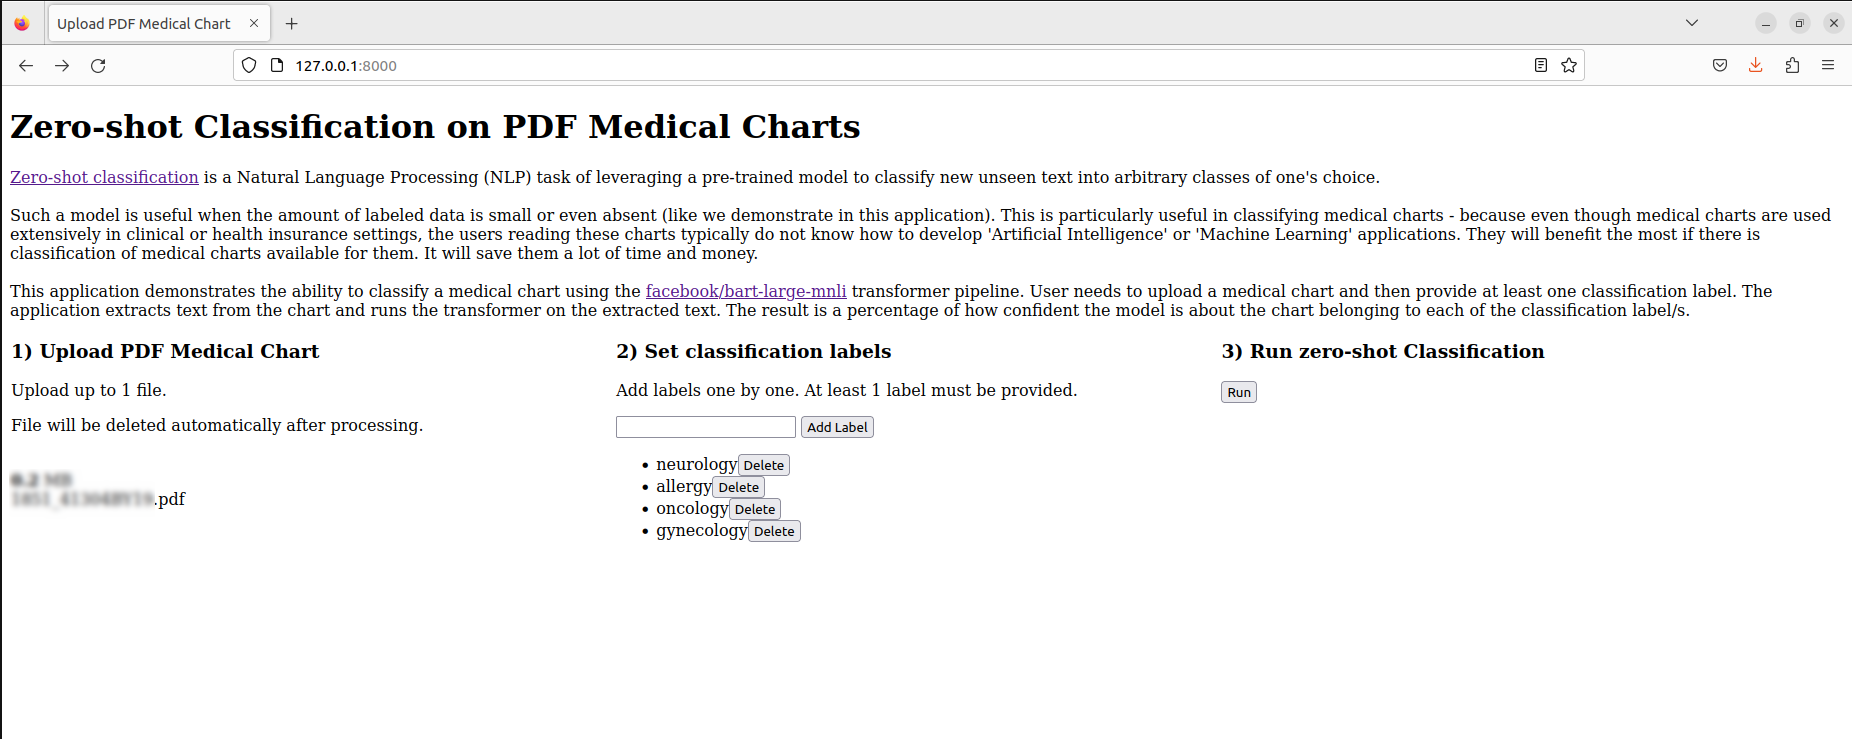 Upload PDF Medical Chart
127.0.0.1:8000
Zero-shot Classification on PDF Medical Charts
Zero-shot classification is a Natural Language Processing (NLP) task of leveraging a pre-trained model to classify new unseen text into arbitrary classes of one's choice.
Such a model is useful when the amount of labeled data is small or even absent (like we demonstrate in this application). This is particularly useful in classifying medical charts - because even though medical charts are used
extensively in clinical or health insurance settings, the users reading these charts typically do not know how to develop 'Artificial Intelligence' or 'Machine Learning' applications. They will benefit the most if there is
classification of medical charts available for them. It will save them a lot of time and money.
This application demonstrates the ability to classify a medical chart using the facebook/bart-large-mnli transformer pipeline. User needs to upload a medical chart and then provide at least one classification label. The
application extracts text from the chart and runs the transformer on the extracted text. The result is a percentage of how confident the model is about the chart belonging to each of the classification label/s.
1) Upload PDF Medical Chart
Upload up to 1 file.
File will be deleted automatically after processing.
.pdf
2) Set classification labels
Add labels one by one. At least 1 label must be provided.
Add Label
neurology Delete
allergy Delete
oncology Delete
gynecology Delete
3) Run zero-shot Classification
Run